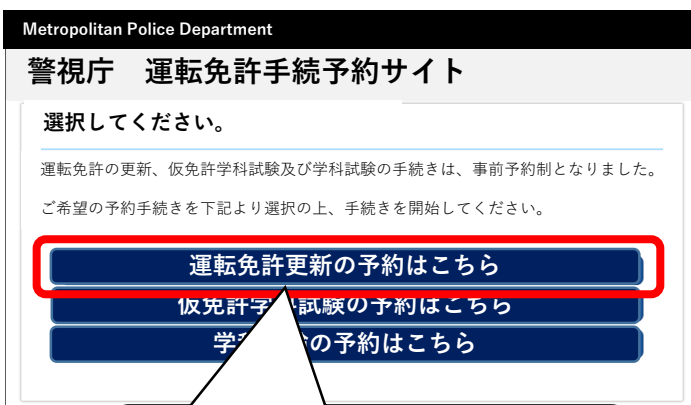 Metropolitan Police Department
警視庁　運転免許手続予約サイト
選択してください。
運転免許の更新、仮免許学科試験及び学科試験の手続きは、事前予約制となりました。
ご希望の予約手続きを下記より選択の上、手続きを開始してください。
運転免許更新の予約はこちら
仮免許学 試験の予約はこちら
学 の予約はこちら